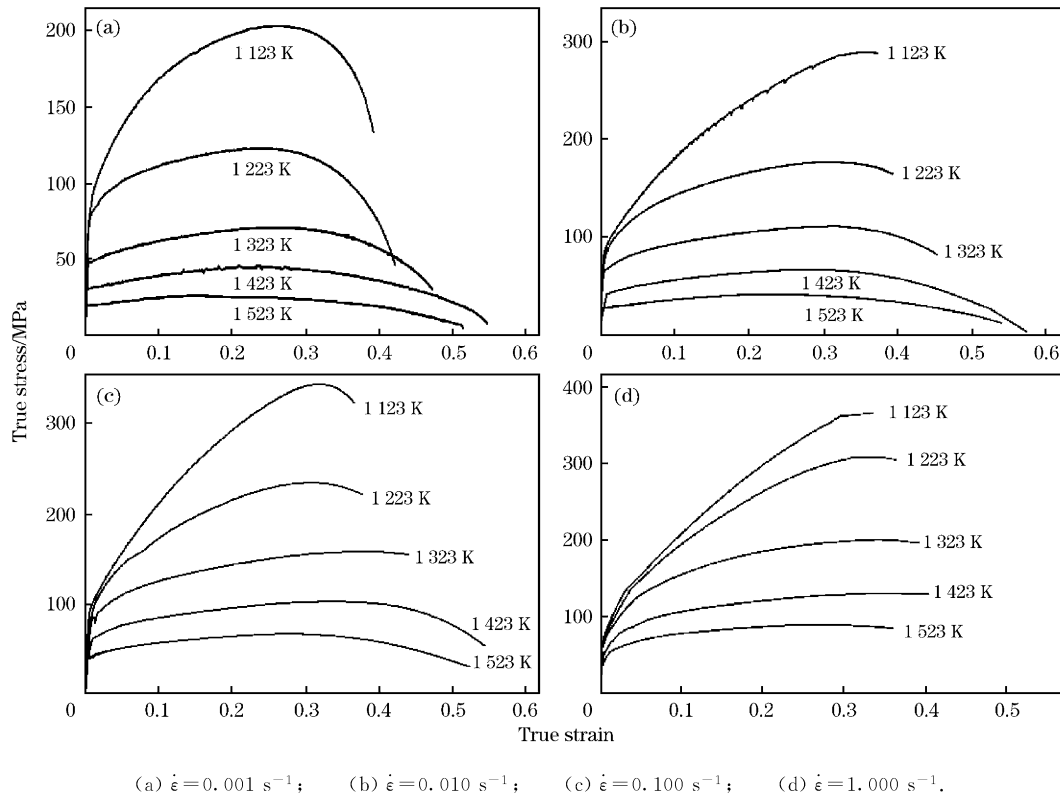 (a)
(b)
200
150
100
50
0
0.1
0.2
0.3
0.4
0.5
0.6
1 123 K
1 223 K
1 323 K
1 423 K
1 523 K
300
200
100
0
0.1
0.2
0.3
0.4
0.5
0.6
1 123 K
1 223 K
1 323 K
1 423 K
1 523 K
True stress/MPa
(c)
(d)
300
200
100
0
0.1
0.2
0.3
0.4
0.5
0.6
1 123 K
1 223 K
1 323 K
1 423 K
1 523 K
400
300
200
100
0
0.1
0.2
0.3
0.4
0.5
1 123 K
1 223 K
1 323 K
1 423 K
1 523 K
True strain
(a) ε̇=0.001 s⁻¹; (b) ε̇=0.010 s⁻¹; (c) ε̇=0.100 s⁻¹; (d) ε̇=1.000 s⁻¹.